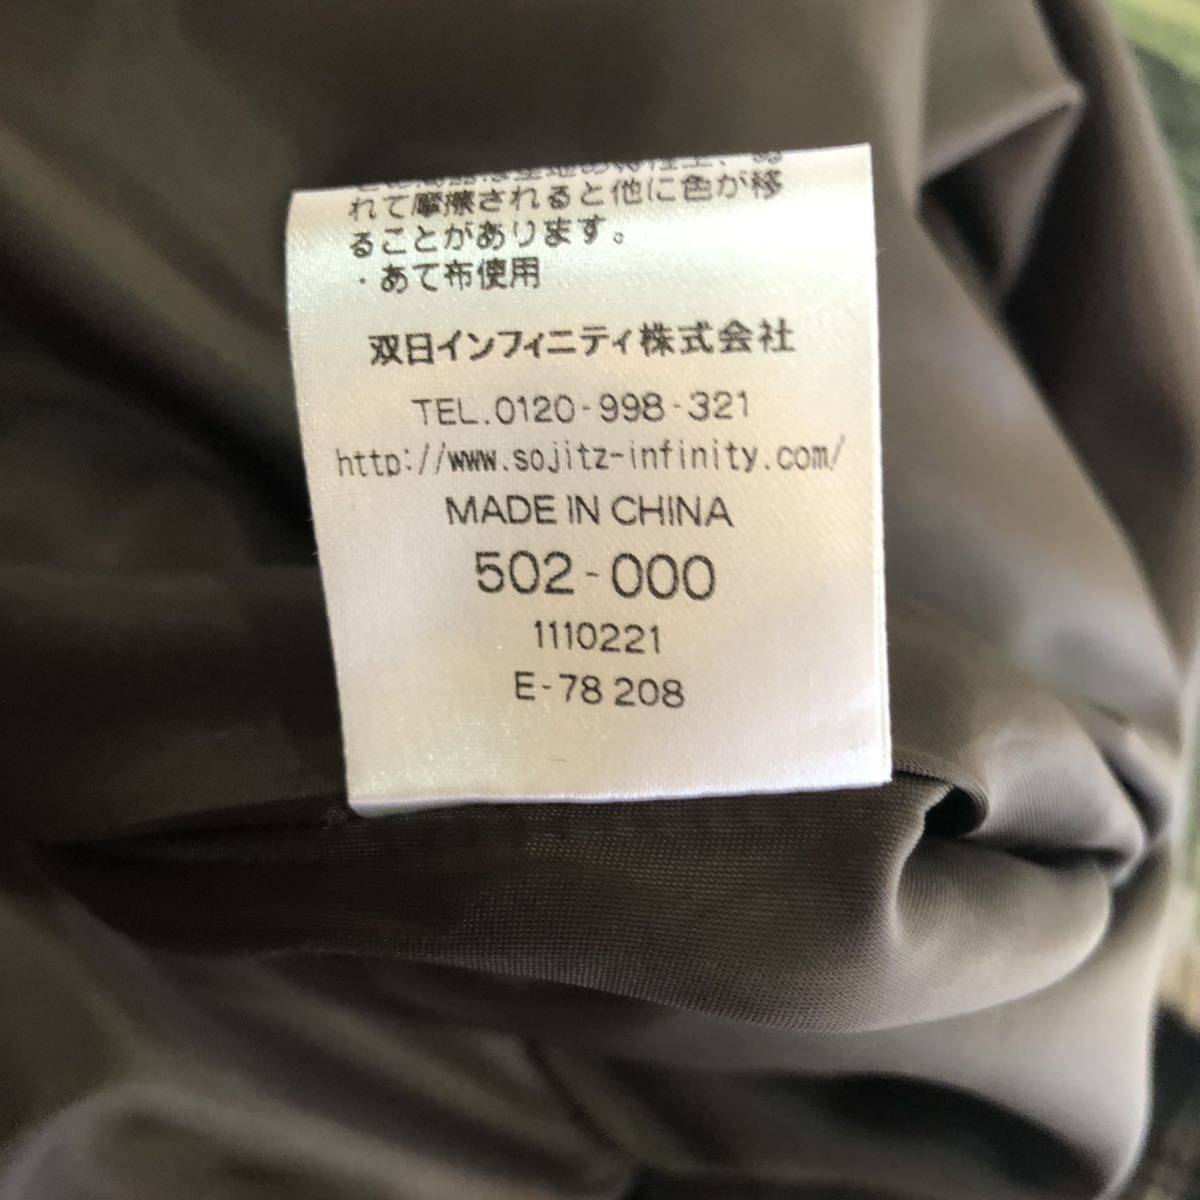 れて摩擦されると他に色が移
ることがあります。
・あて布使用
双日インフィニティ株式会社
TEL.0120-998-321
http://www.sojitz-infinity.com/
MADE IN CHINA
502-000
1110221
E-78 208